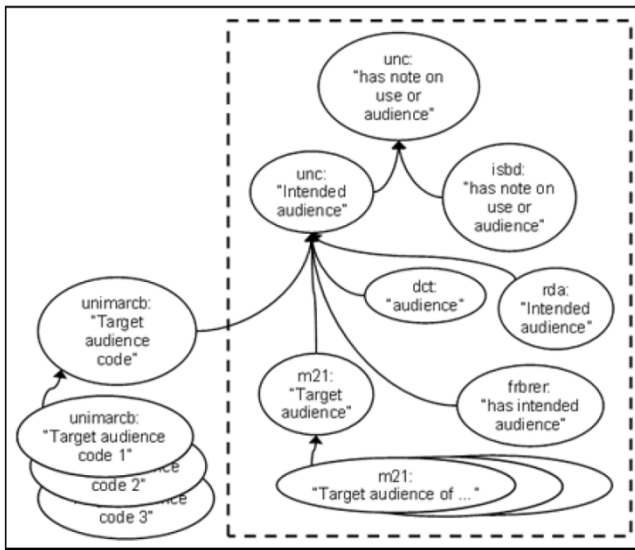 unc:
"has note on
use or
audience"
unc:
"Intended
audience"
isbd:
"has note on
use or
audience"
dct:
"audience"
rda:
"Intended
audience"
unimarcb:
"Target
audience
code"
m21:
"Target
audience"
frbrer:
"has intended
audience"
unimarcb:
"Target audience
code 1"
code 2"
code 3"
m21:
"Target audience of ..."